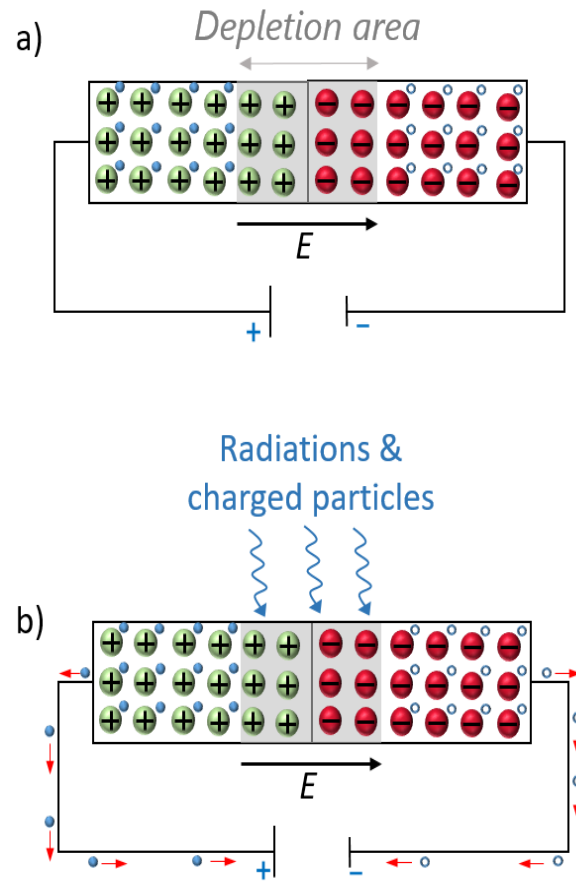 a)
Depletion area
E
+
−
Radiations &
charged particles
b)
E
+
−